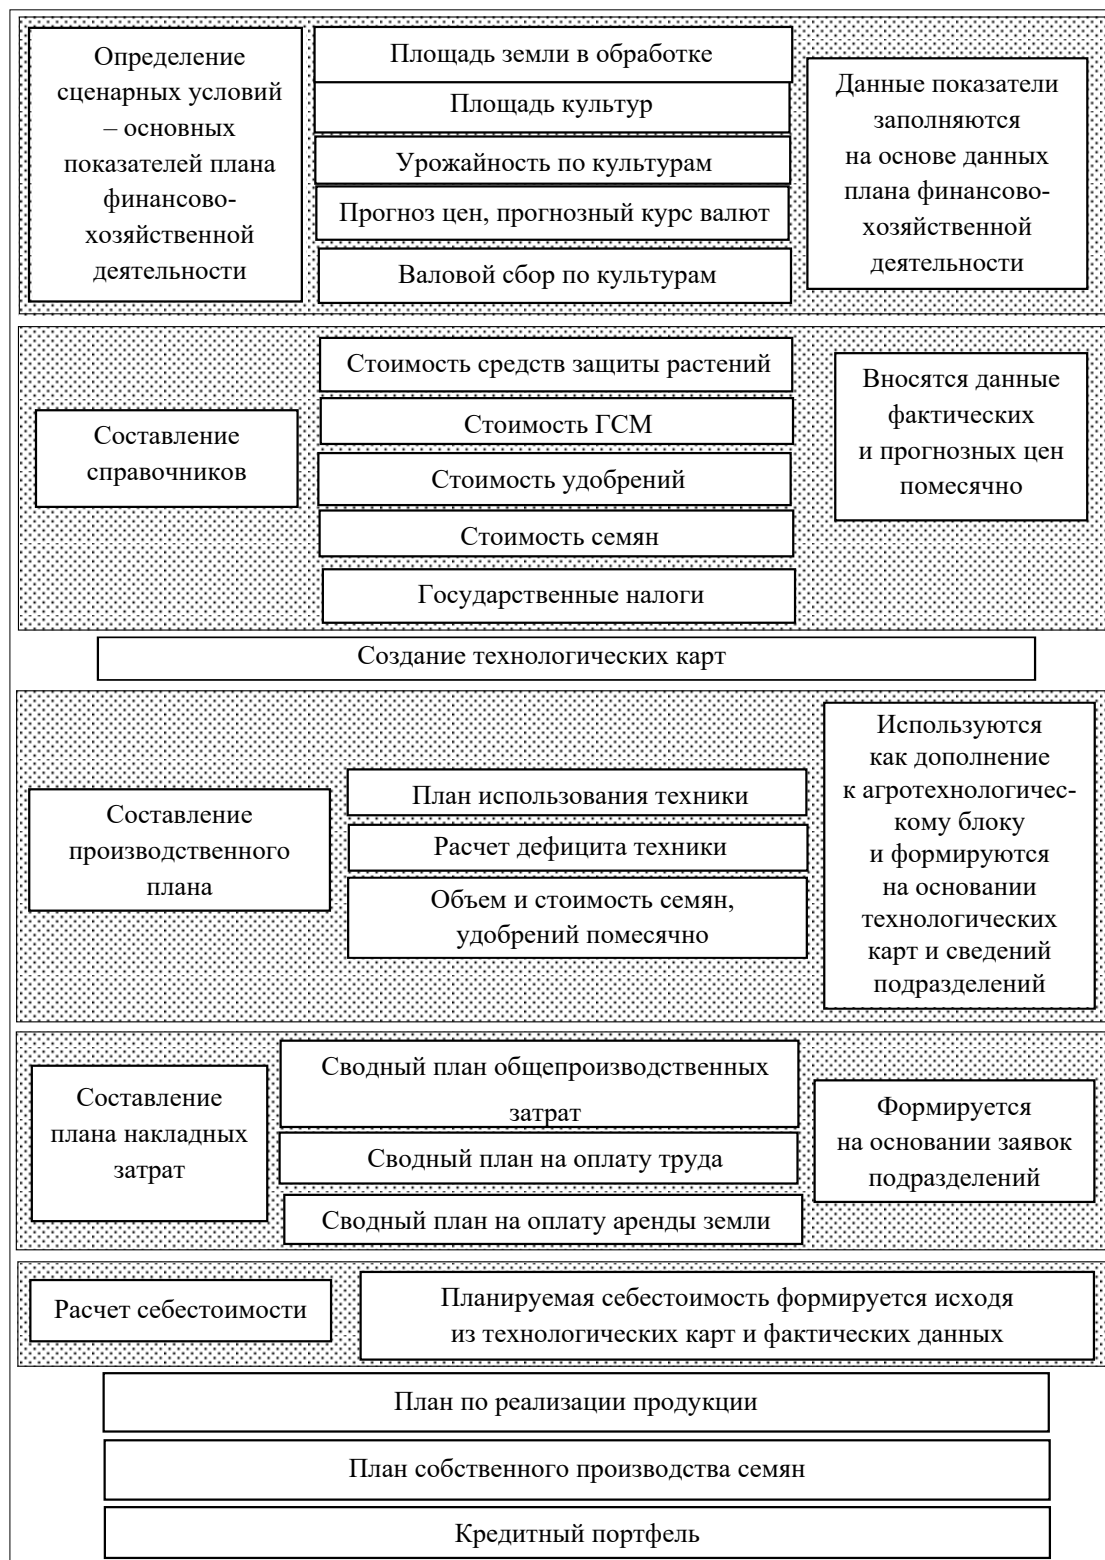 Определение
сценарных условий
– основных
показателей плана
финансово-
хозяйственной
деятельности
Площадь земли в обработке
Площадь культур
Урожайность по культурам
Прогноз цен, прогнозный курс валют
Валовой сбор по культурам
Данные показатели
заполняются
на основе данных
плана финансово-
хозяйственной
деятельности
Составление
справочников
Стоимость средств защиты растений
Стоимость ГСМ
Стоимость удобрений
Стоимость семян
Государственные налоги
Вносятся данные
фактических
и прогнозных цен
помесячно
Создание технологических карт
Составление
производственного
плана
План использования техники
Расчет дефицита техники
Объем и стоимость семян,
удобрений помесячно
Используются
как дополнение
к агротехнологичес-
кому блоку
и формируются
на основании
технологических
карт и сведений
подразделений
Составление
плана накладных
затрат
Сводный план общепроизводственных
затрат
Сводный план на оплату труда
Сводный план на оплату аренды земли
Формируется
на основании заявок
подразделений
Расчет себестоимости
Планируемая себестоимость формируется исходя
из технологических карт и фактических данных
План по реализации продукции
План собственного производства семян
Кредитный портфель